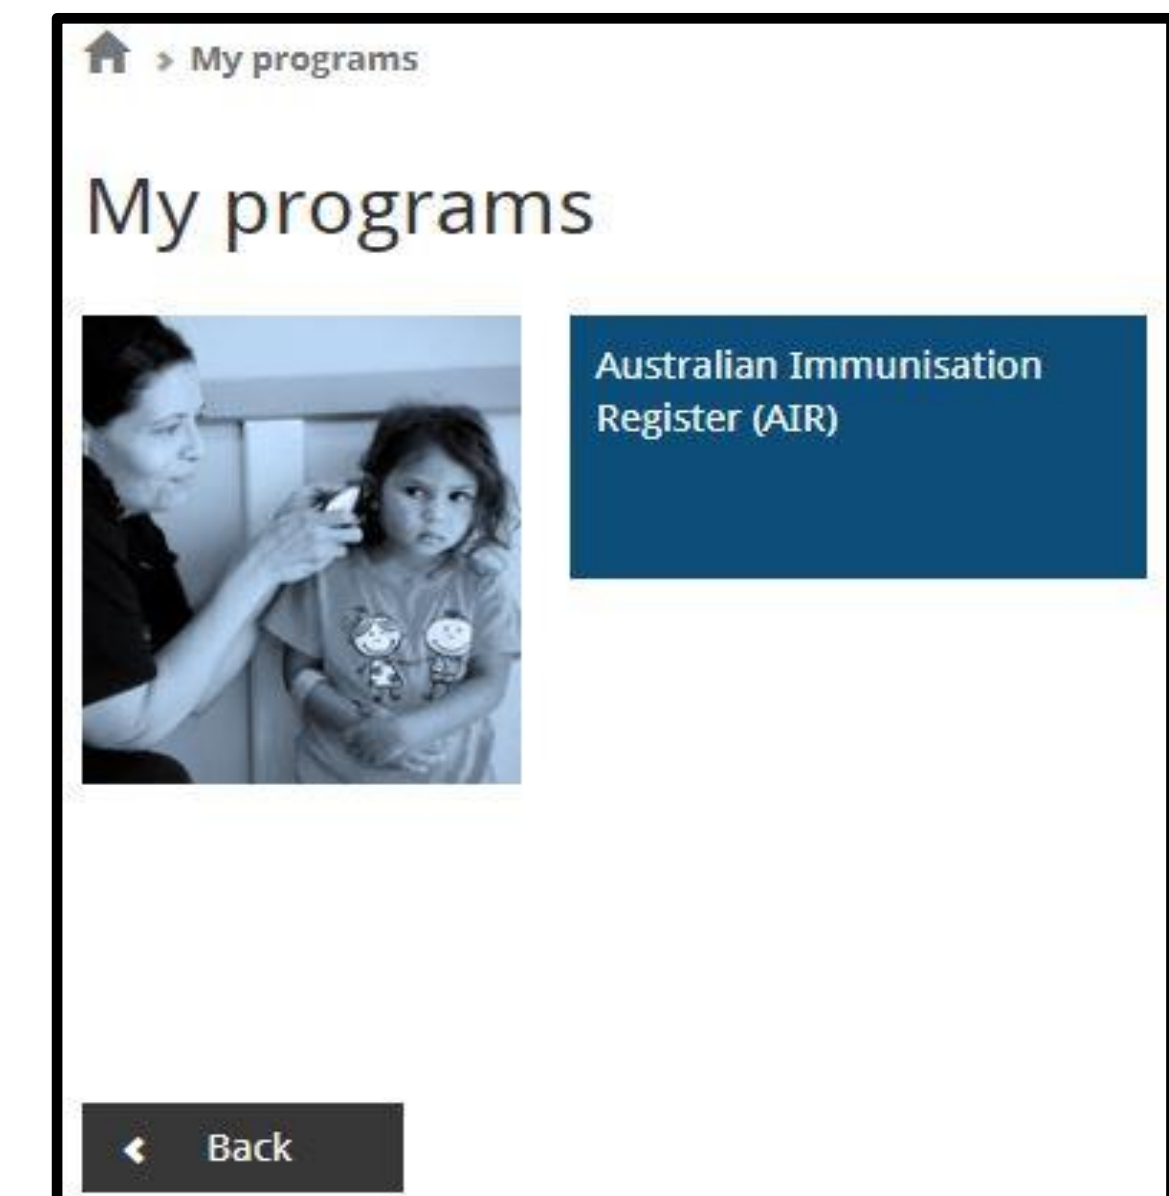 > My programs
My programs
Australian Immunisation
Register (AIR)
Back